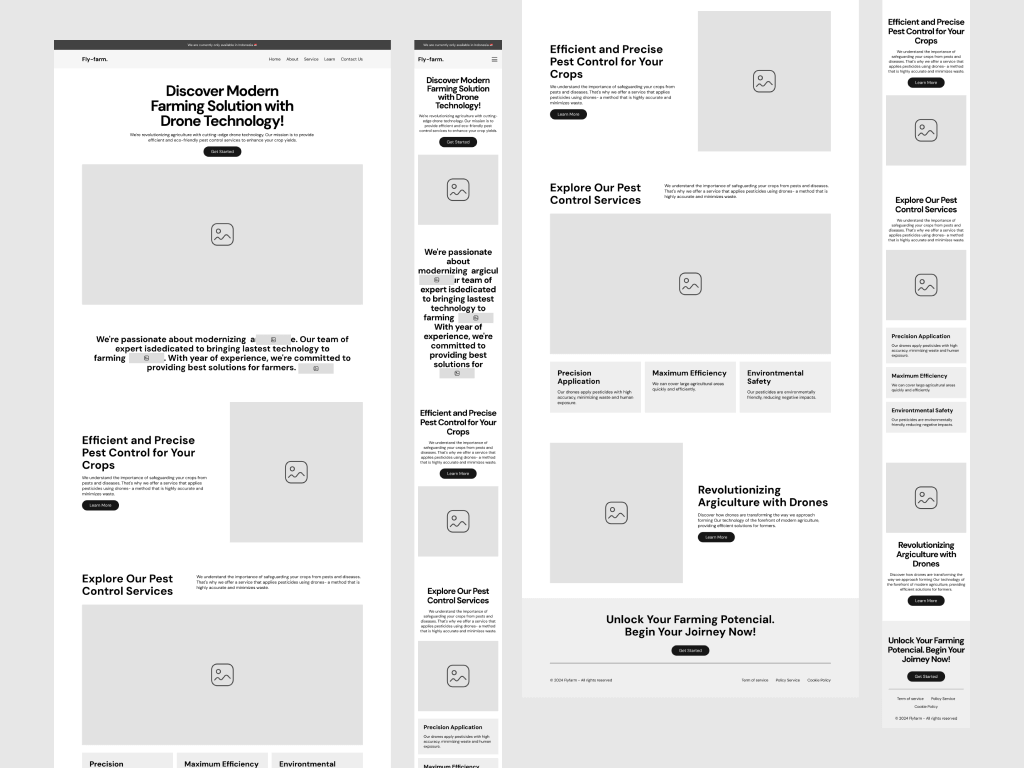 We are currently only available in Indonesia
Fly-farm.
Home About Service Learn Contact Us
Discover Modern
Farming Solution with
Drone Technology!
We're revolutionizing agriculture with cutting-edge drone technology. Our mission is to provide
efficient and eco-friendly pest control services to enhance your crop yields.
Get Started
We're passionate about modernizing a e. Our team of
expert isdedicated to bringing lastest technology to
farming . With year of experience, we're committed to
providing best solutions for farmers.
Efficient and Precise
Pest Control for Your
Crops
We understand the importance of safeguarding your crops from
pests and diseases. That's why we offer a service that applies
pesticides using drones- a method that is highly accurate and
minimizes waste.
Learn More
Explore Our Pest
Control Services
We understand the importance of safeguarding your crops from pests and diseases.
That's why we offer a service that applies pesticides using drones- a method that is
highly accurate and minimizes waste.
Precision
Maximum Efficiency
Environtmental
We are currently only available in Indonesia
Fly-farm.
Discover Modern
Farming Solution
with Drone
Technology!
We're revolutionizing agriculture with cutting-
edge drone technology. Our mission is to
provide efficient and eco-friendly pest
control services to enhance your crop yields.
Get Started
We're passionate
about
modernizing argicul
ur team of
expert isdedicated
to bringing lastest
technology to
farming
With year of
experience, we're
committed to
providing best
solutions for
Efficient and Precise
Pest Control for Your
Crops
We understand the importance of
safeguarding your crops from pests and
diseases. That's why we offer a service that
applies pesticides using drones- a method
that is highly accurate and minimizes waste.
Learn More
Explore Our Pest
Control Services
We understand the importance of
safeguarding your crops from pests and
diseases. That's why we offer a service that
applies pesticides using drones- a method
that is highly accurate and minimizes waste.
Precision Application
Our drones apply pesticides with high
accuracy, minimizing waste and human
exposure.
Maximum Efficiency
Efficient and Precise
Pest Control for Your
Crops
We understand the importance of safeguarding your crops from
pests and diseases. That's why we offer a service that applies
pesticides using drones- a method that is highly accurate and
minimizes waste.
Learn More
Explore Our Pest
Control Services
We understand the importance of safeguarding your crops from pests and diseases.
That's why we offer a service that applies pesticides using drones- a method that is
highly accurate and minimizes waste.
Precision
Application
Our drones apply pesticides with high
accuracy, minimizing waste and human
exposure.
Maximum Efficiency
We can cover large agricultural areas
quickly and efficiently.
Environtmental
Safety
Our pesticides are environmentally
friendly, reducing negative impacts.
Revolutionizing
Argiculture with Drones
Discover how drones are transforming the way we approach
forming Our technology of the forefront of modern agriculture.
providing efficient solutions for formers.
Learn More
Unlock Your Farming Potencial.
Begin Your Joirney Now!
Get Started
© 2024 Flyfarm - All rights reserved
Term of service Policy Service Cookie Policy
Efficient and Precise
Pest Control for Your
Crops
We understand the importance of
safeguarding your crops from pests and
diseases. That's why we offer a service that
applies pesticides using drones- a method
that is highly accurate and minimizes waste.
Learn More
Explore Our Pest
Control Services
We understand the importance of
safeguarding your crops from pests and
diseases. That's why we offer a service that
applies pesticides using drones- a method
that is highly accurate and minimizes waste.
Precision Application
Our drones apply pesticides with high
accuracy, minimizing waste and human
exposure.
Maximum Efficiency
We can cover large agricultural areas
quickly and efficiently.
Environtmental Safety
Our pesticides are environmentally
friendly, reducing negative impacts.
Revolutionizing
Argiculture with
Drones
Discover how drones are transforming the
way we approach forming Our technology of
the forefront of modern agriculture. providing
efficient solutions for formers.
Learn More
Unlock Your Farming
Potencial. Begin Your
Joirney Now!
Get Started
Term of service Policy Service
Cookie Policy
© 2024 Flyfarm - All rights reserved